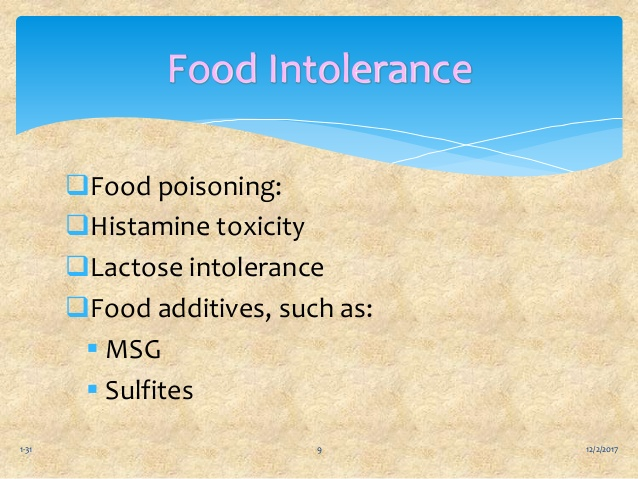 Food Intolerance
Food poisoning:
Histamine toxicity
Lactose intolerance
Food additives, such as:
MSG
Sulfites
1-31 9 12/2/2017